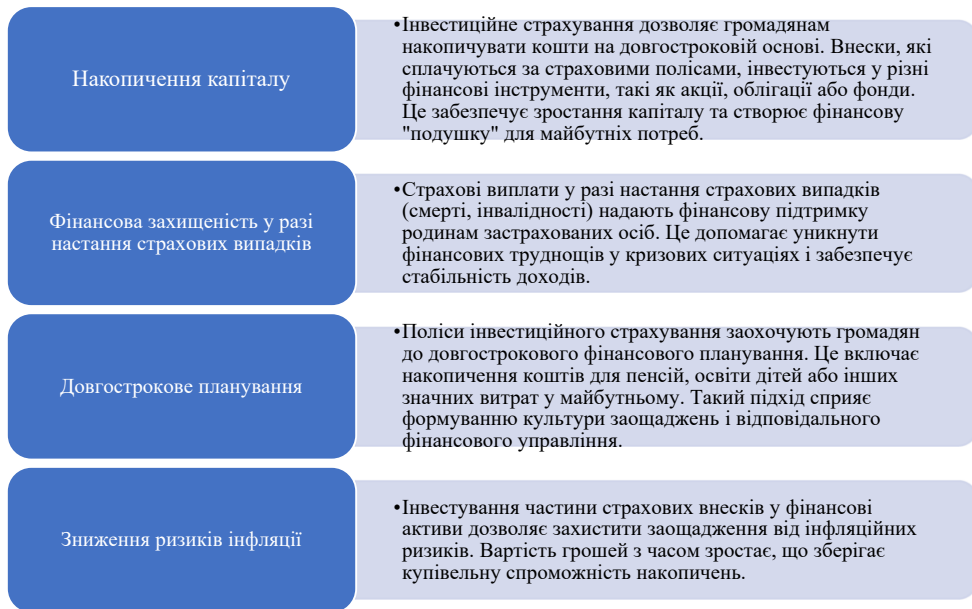 Накопичення капіталу
•Інвестиційне страхування дозволяє громадянам
накопичувати кошти на довгостроковій основі. Внески, які
сплачуються за страховими полісами, інвестуються у різні
фінансові інструменти, такі як акції, облігації або фонди.
Це забезпечує зростання капіталу та створює фінансову
"подушку" для майбутніх потреб.
Фінансова захищеність у разі
настання страхових випадків
•Страхові виплати у разі настання страхових випадків
(смерті, інвалідності) надають фінансову підтримку
родинам застрахованих осіб. Це допомагає уникнути
фінансових труднощів у кризових ситуаціях і забезпечує
стабільність доходів.
Довгострокове планування
•Поліси інвестиційного страхування заохочують громадян
до довгострокового фінансового планування. Це включає
накопичення коштів для пенсій, освіти дітей або інших
значних витрат у майбутньому. Такий підхід сприяє
формуванню культури заощаджень і відповідального
фінансового управління.
Зниження ризиків інфляції
•Інвестування частини страхових внесків у фінансові
активи дозволяє захистити заощадження від інфляційних
ризиків. Вартість грошей з часом зростає, що зберігає
купівельну спроможність накопичень.